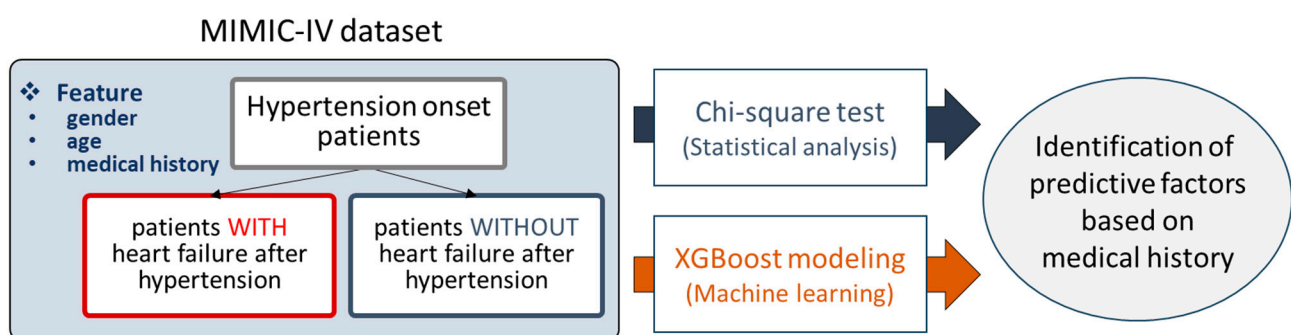 MIMIC-IV dataset
❖ Feature
• gender
• age
• medical history
Hypertension onset
patients
patients WITH
heart failure after
hypertension
patients WITHOUT
heart failure after
hypertension
Chi-square test
(Statistical analysis)
XGBoost modeling
(Machine learning)
Identification of
predictive factors
based on
medical history